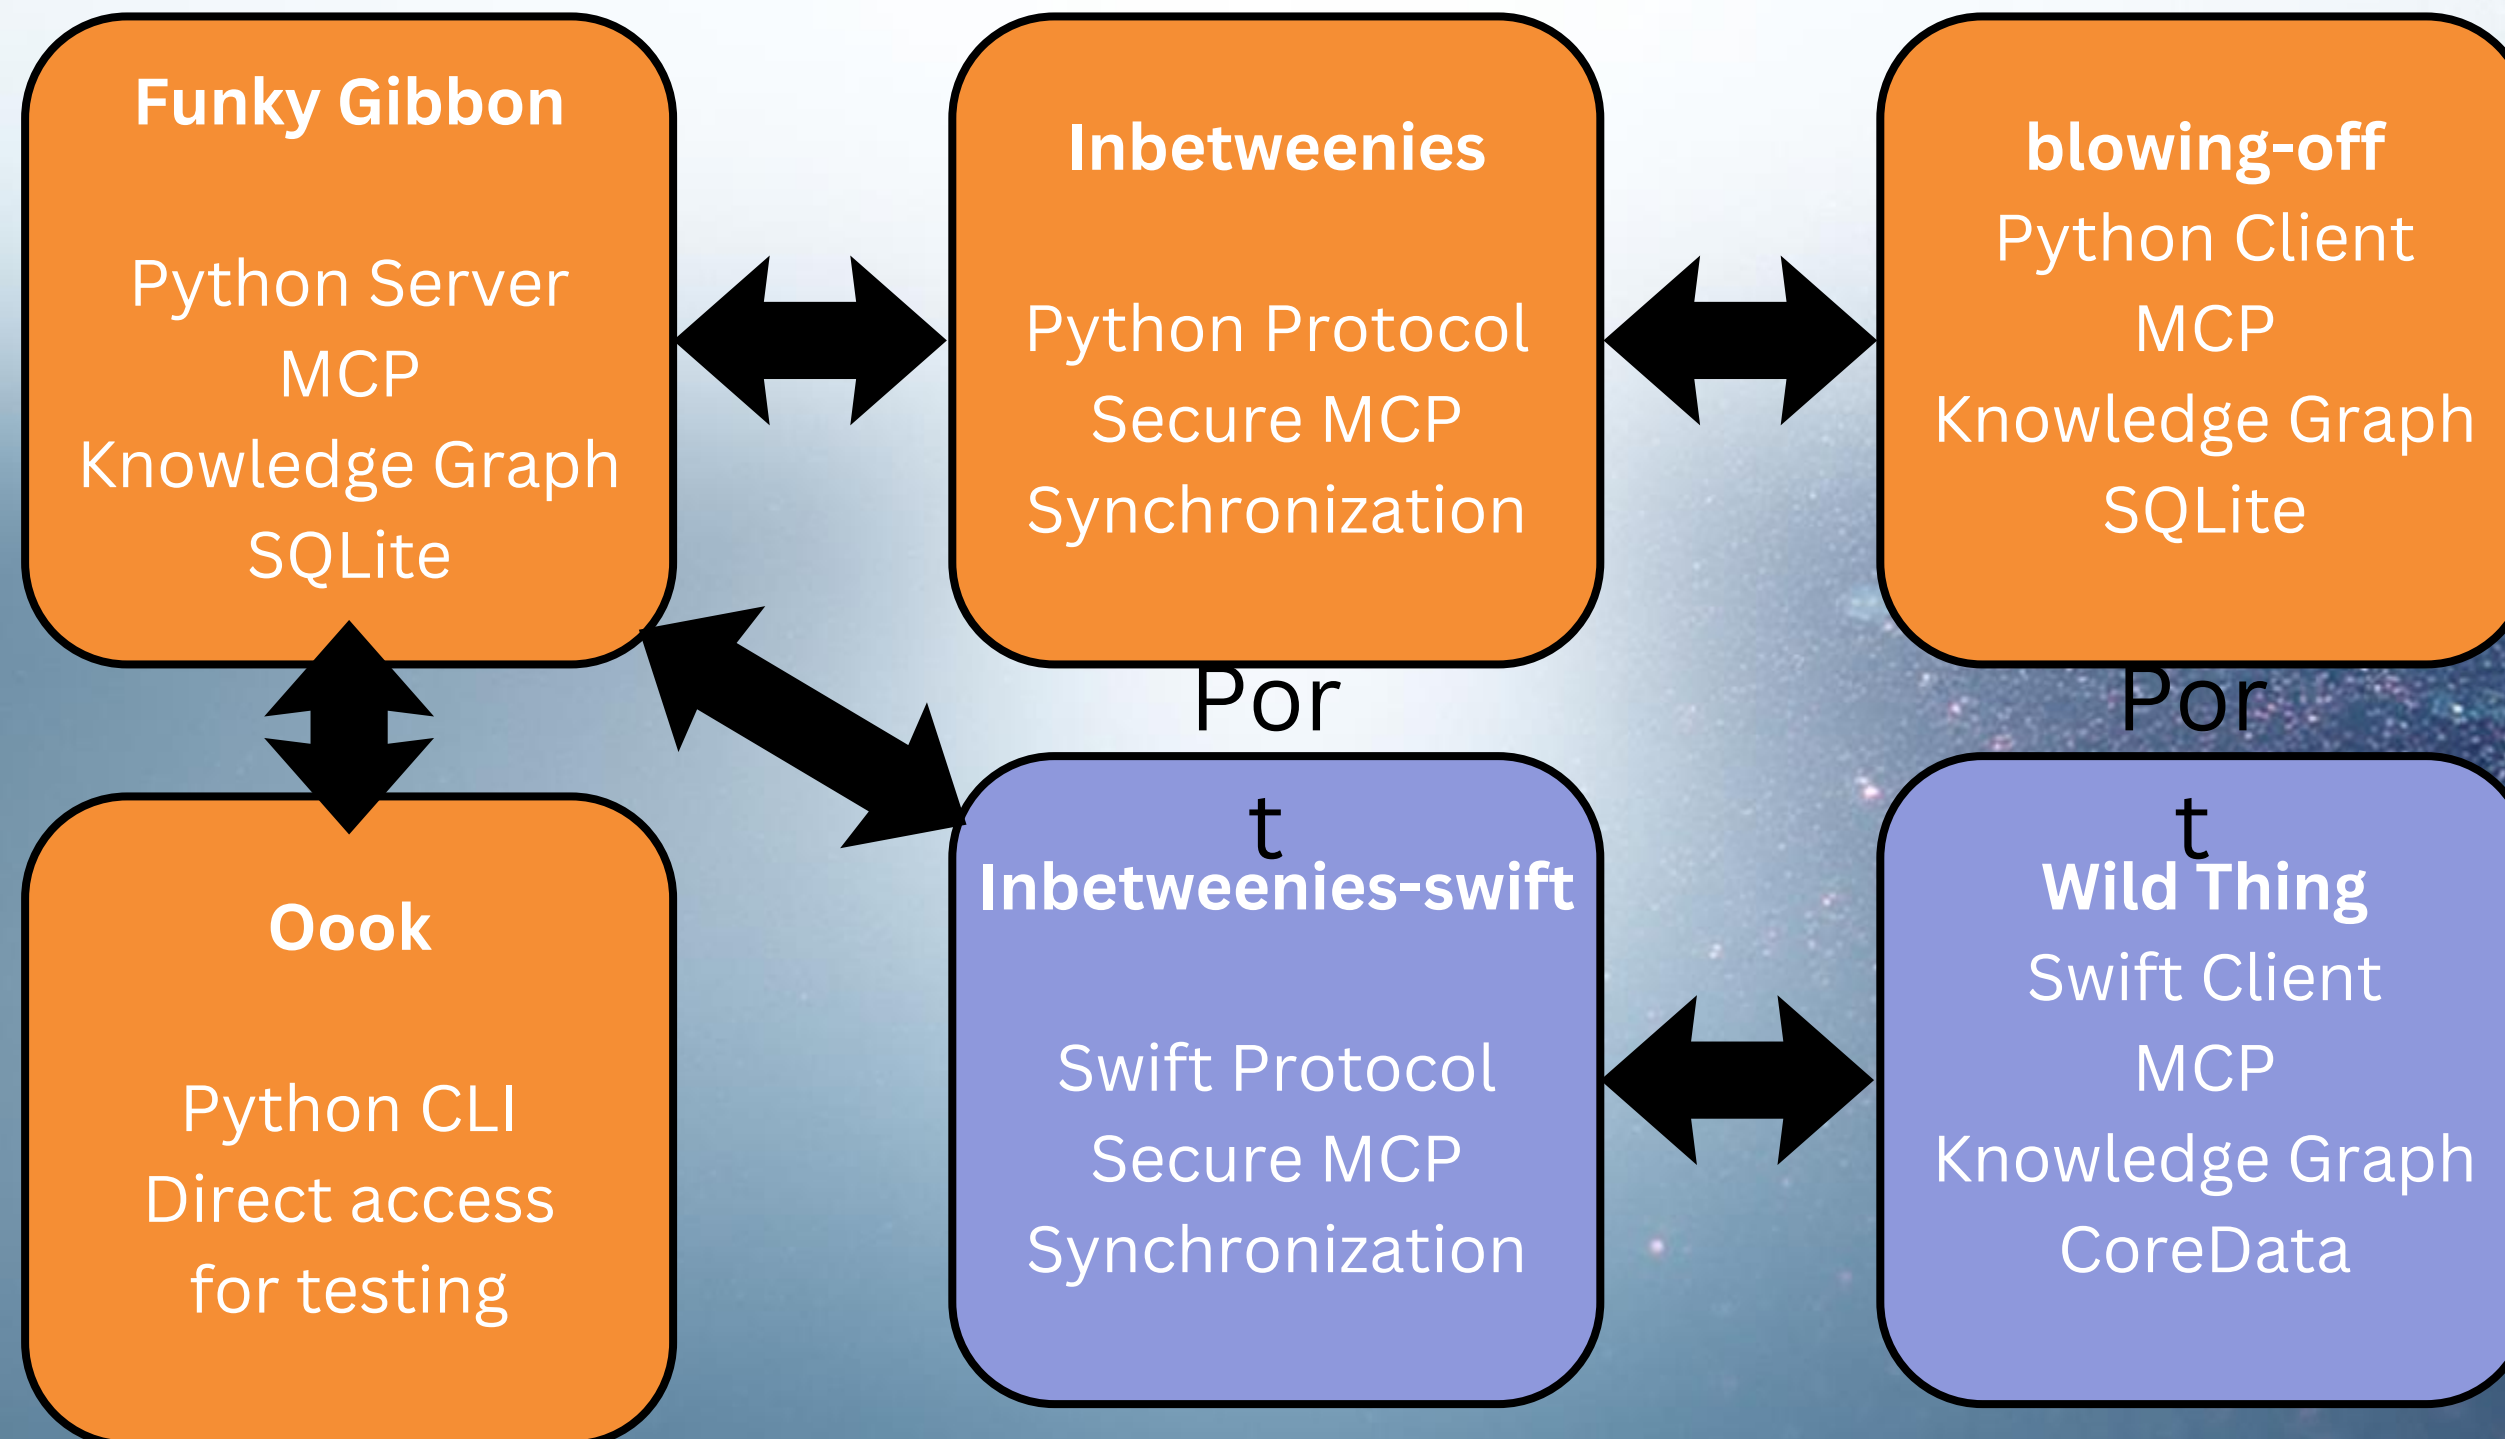 Funky Gibbon
Python Server
MCP
Knowledge Graph
SQLite
Inbetweenies
Python Protocol
Secure MCP
Synchronization
blowing-off
Python Client
MCP
Knowledge Graph
SQLite
Por
t
Por
t
Oook
Python CLI
Direct access
for testing
Inbetweenies-swift
Swift Protocol
Secure MCP
Synchronization
Wild Thing
Swift Client
MCP
Knowledge Graph
CoreData